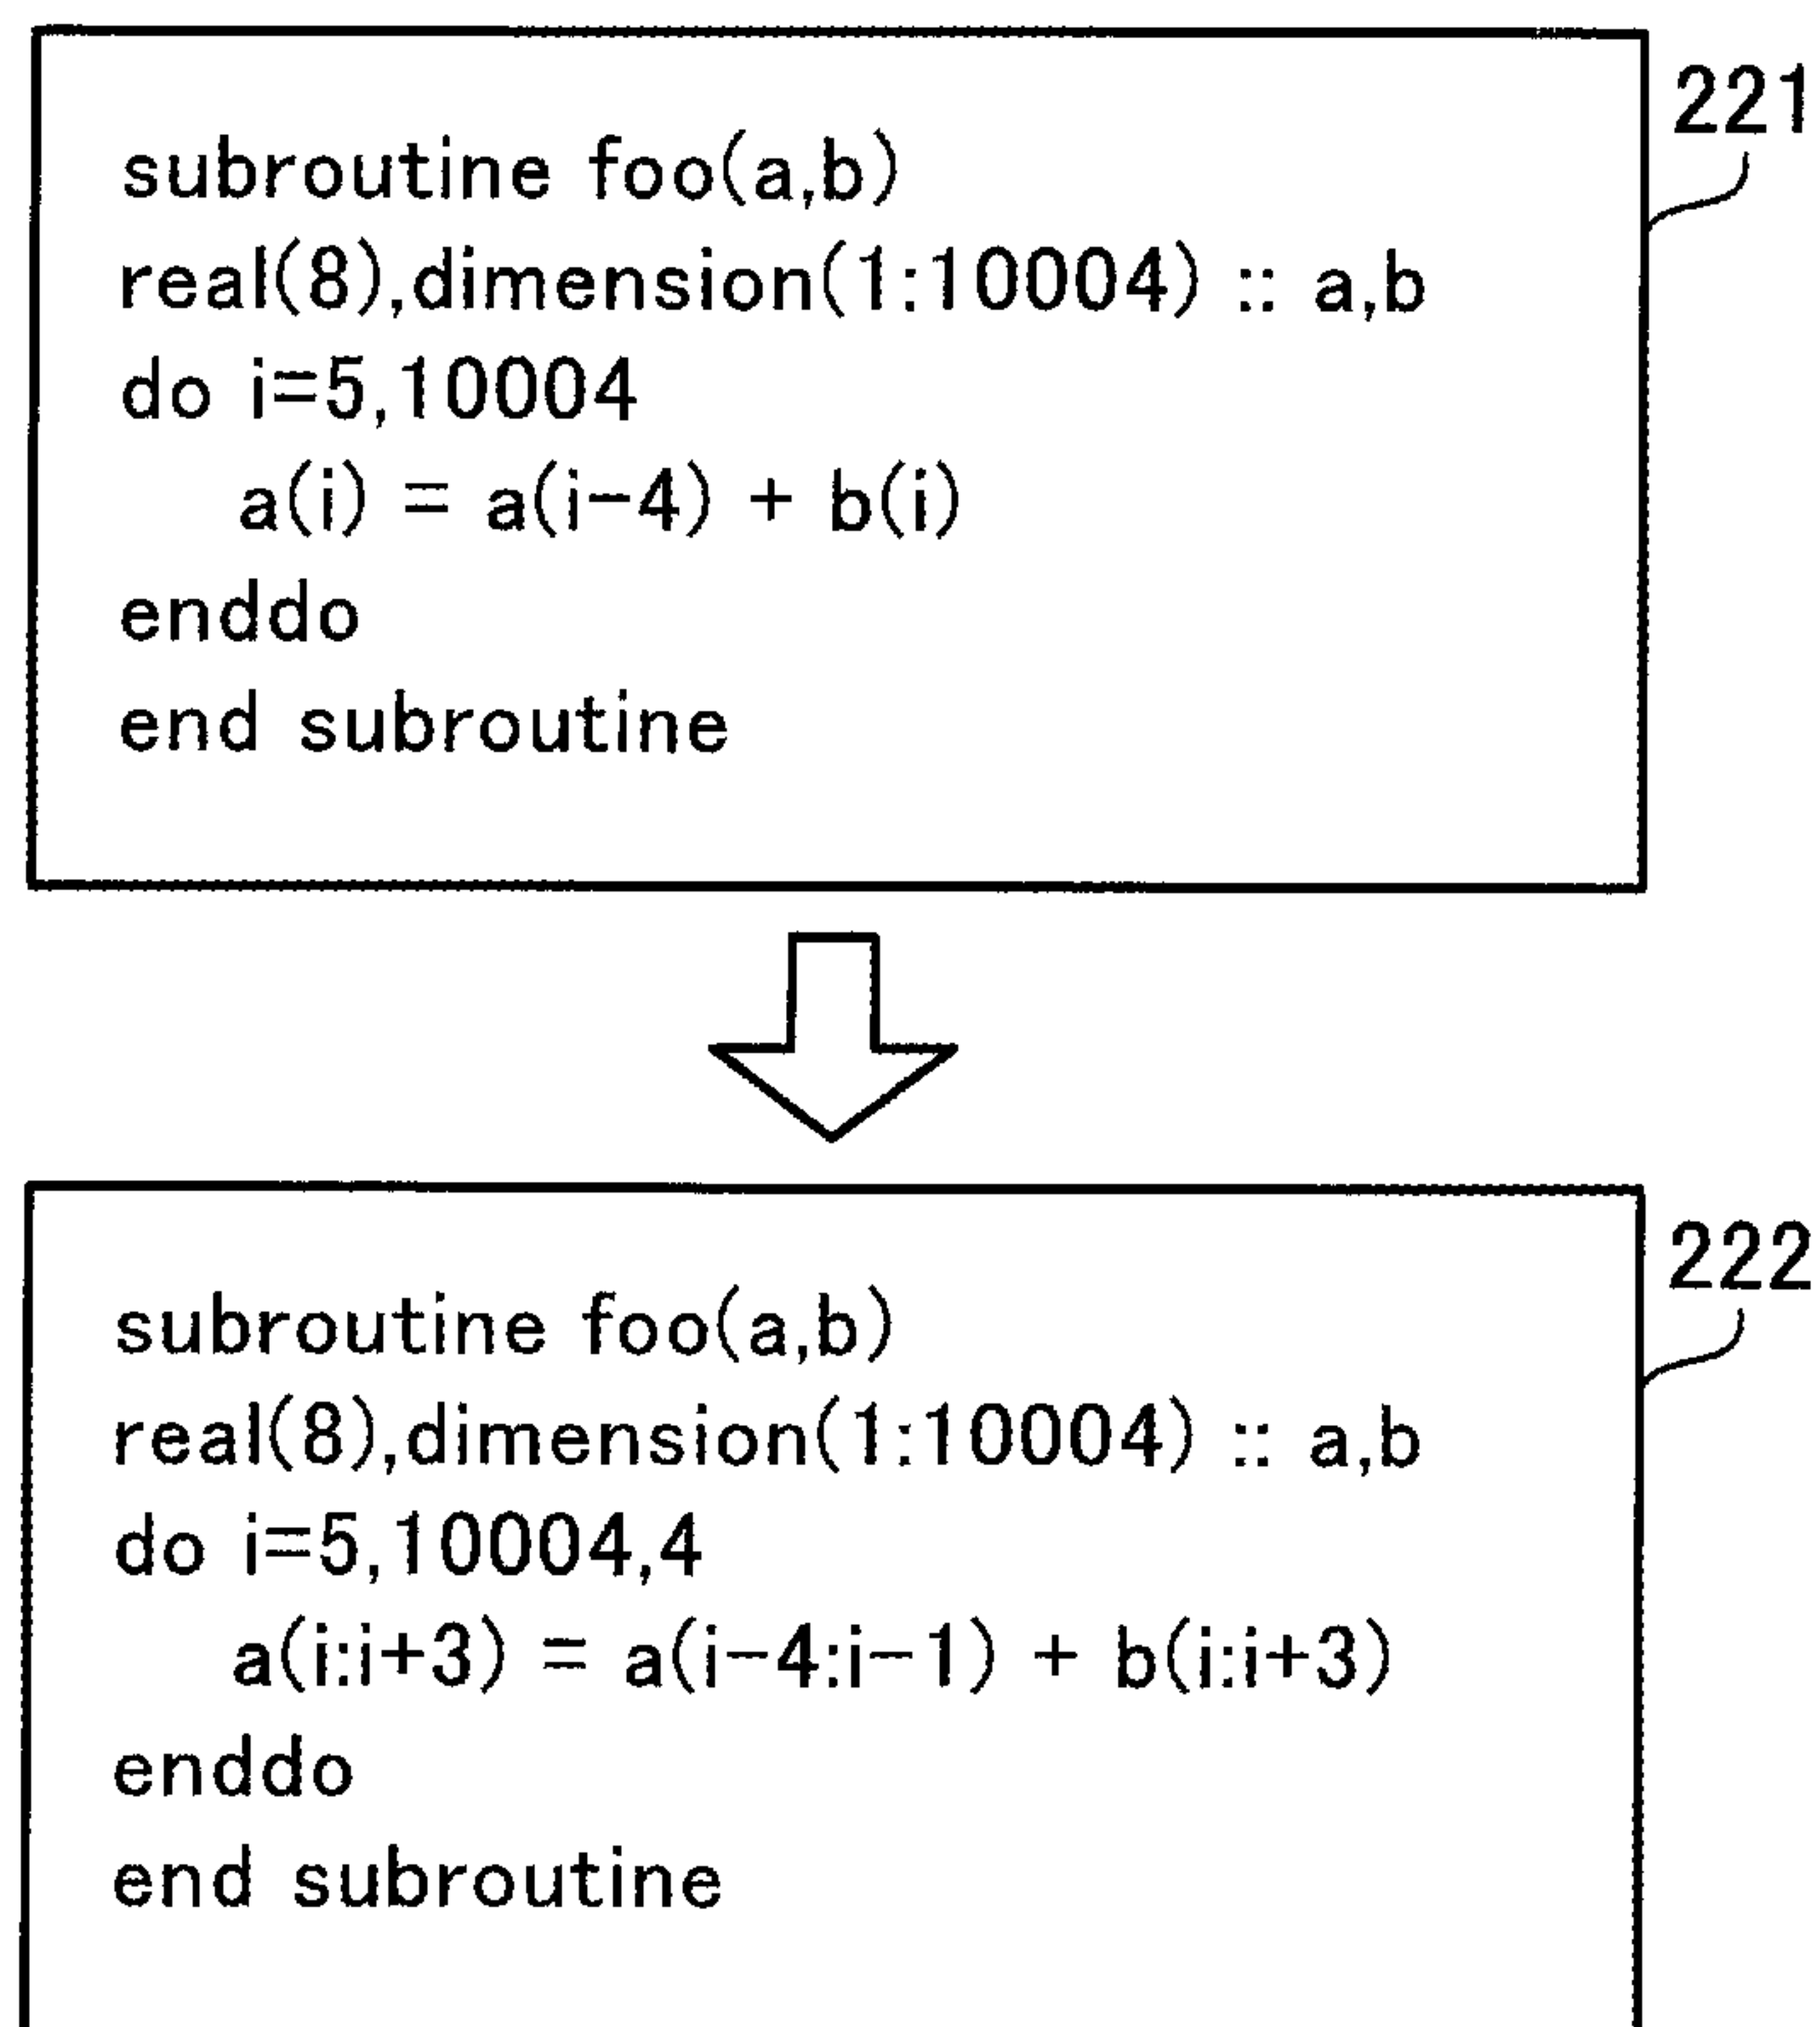 221
subroutine foo(a,b)
real(8),dimension(1:10004) :: a,b
do i=5,10004
a(i) = a(i-4) + b(i)
enddo
end subroutine
222
subroutine foo(a,b)
real(8),dimension(1:10004) :: a,b
do i=5,10004,4
a(i:i+3) = a(i-4:i-1) + b(i:i+3)
enddo
end subroutine